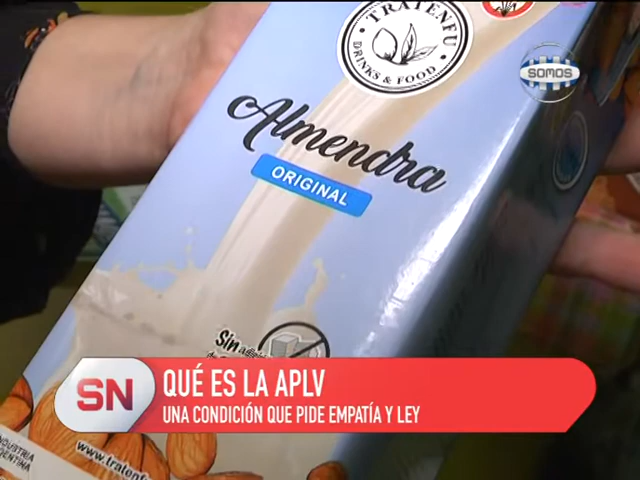 TRATENFU
DRINKS & FOOD
SOMOS
Almendra
ORIGINAL
Sin
SN
QUÉ ES LA APLV
UNA CONDICIÓN QUE PIDE EMPATÍA Y LEY
INDUSTRIA
www.tratenfu